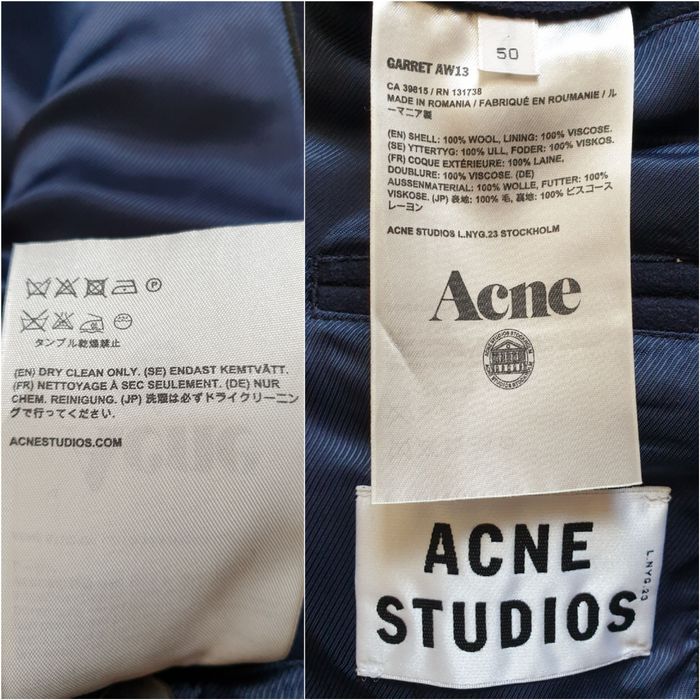 P
タンブル乾燥禁止
(EN) DRY CLEAN ONLY. (SE) ENDAST KEMTVÄTT.
(FR) NETTOYAGE À SEC SEULEMENT. (DE) NUR
CHEM. REINIGUNG. (JP) 洗濯は必ずドライクリーニン
グで行ってください.
ACNESTUDIOS.COM
50
GARRET AW13
CA 39815 / RN 131738
MADE IN ROMANIA / FABRIQUÉ EN ROUMANIE / ル
ーマニア製
(EN) SHELL: 100% WOOL, LINING: 100% VISCOSE.
(SE) YTTERTYG: 100% ULL, FODER: 100% VISKOS.
(FR) COQUE EXTÉRIEURE: 100% LAINE,
DOUBLURE: 100% VISCOSE. (DE)
AUSSENMATERIAL: 100% WOLLE, FUTTER: 100%
VISKOSE. (JP) 表地: 100% 毛, 裏地: 100% ビスコース
レーヨン
ACNE STUDIOS L.NYG.23 STOCKHOLM
Acne
ACNE STUDIOS STOCKHOLM
ACNE STUDIOS
ACNE
STUDIOS
L.NYG.23